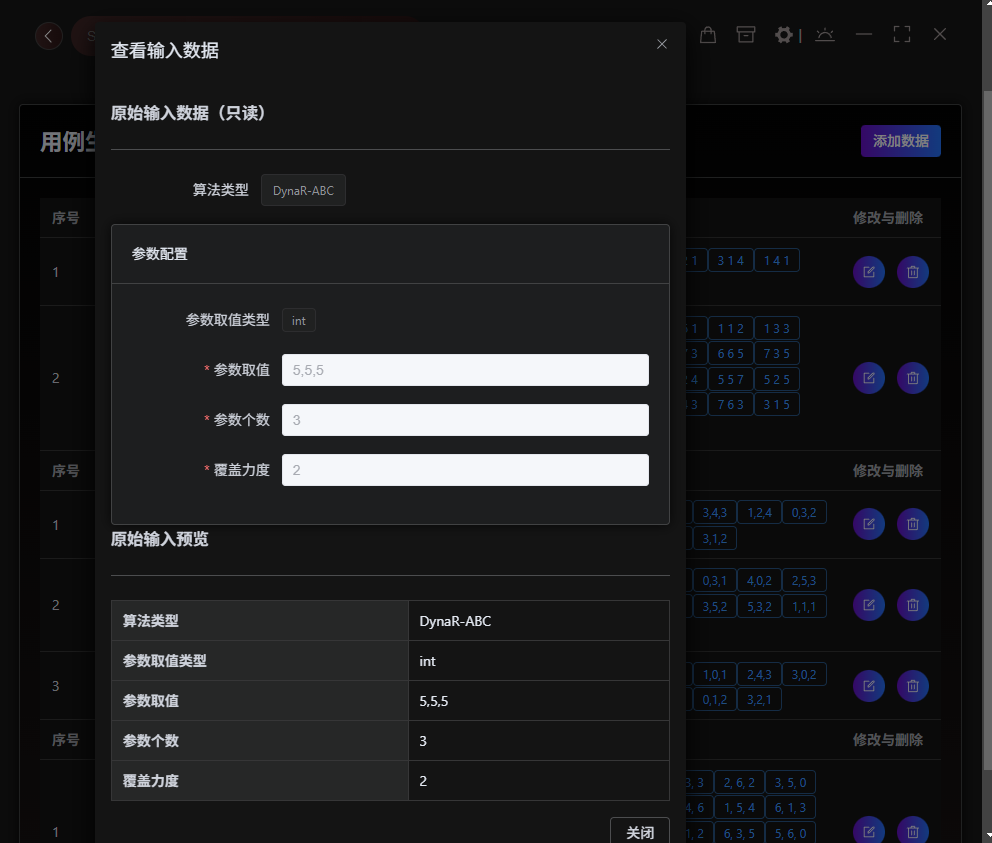 查看输入数据
原始输入数据（只读）
用例
添加数据
算法类型 DynaR-ABC
序号 修改与删除
参数配置
1 1 3 1 4 1 4 1
参数取值类型 int
1 1 1 2 1 3 3
3 6 6 5 7 3 5
* 参数取值 5,5,5
2 4 5 5 7 5 2 5
3 7 6 3 3 1 5
* 参数个数 3
* 覆盖力度 2
序号 修改与删除
1 3,4,3 1,2,4 0,3,2
3,1,2
原始输入预览
0,3,1 4,0,2 2,5,3
2 3,5,2 5,3,2 1,1,1
算法类型 DynaR-ABC
参数取值类型 int
3 1,0,1 2,4,3 3,0,2
参数取值 5,5,5
0,1,2 3,2,1
参数个数 3
序号 修改与删除
覆盖力度 2
3, 3 2, 6, 2 3, 5, 0
4, 6 1, 5, 4 6, 1, 3
1 1, 2 6, 3, 5 5, 6, 0
关闭